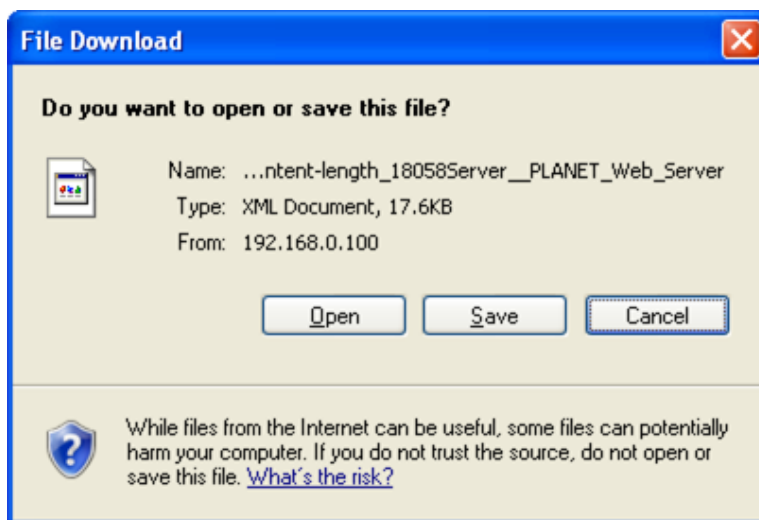 File Download
Do you want to open or save this file?
Name: ...ntent-length_18058Server__PLANET_Web_Server
Type: XML Document, 17.6KB
From: 192.168.0.100
Open Save Cancel
While files from the Internet can be useful, some files can potentially
harm your computer. If you do not trust the source, do not open or
save this file. What's the risk?